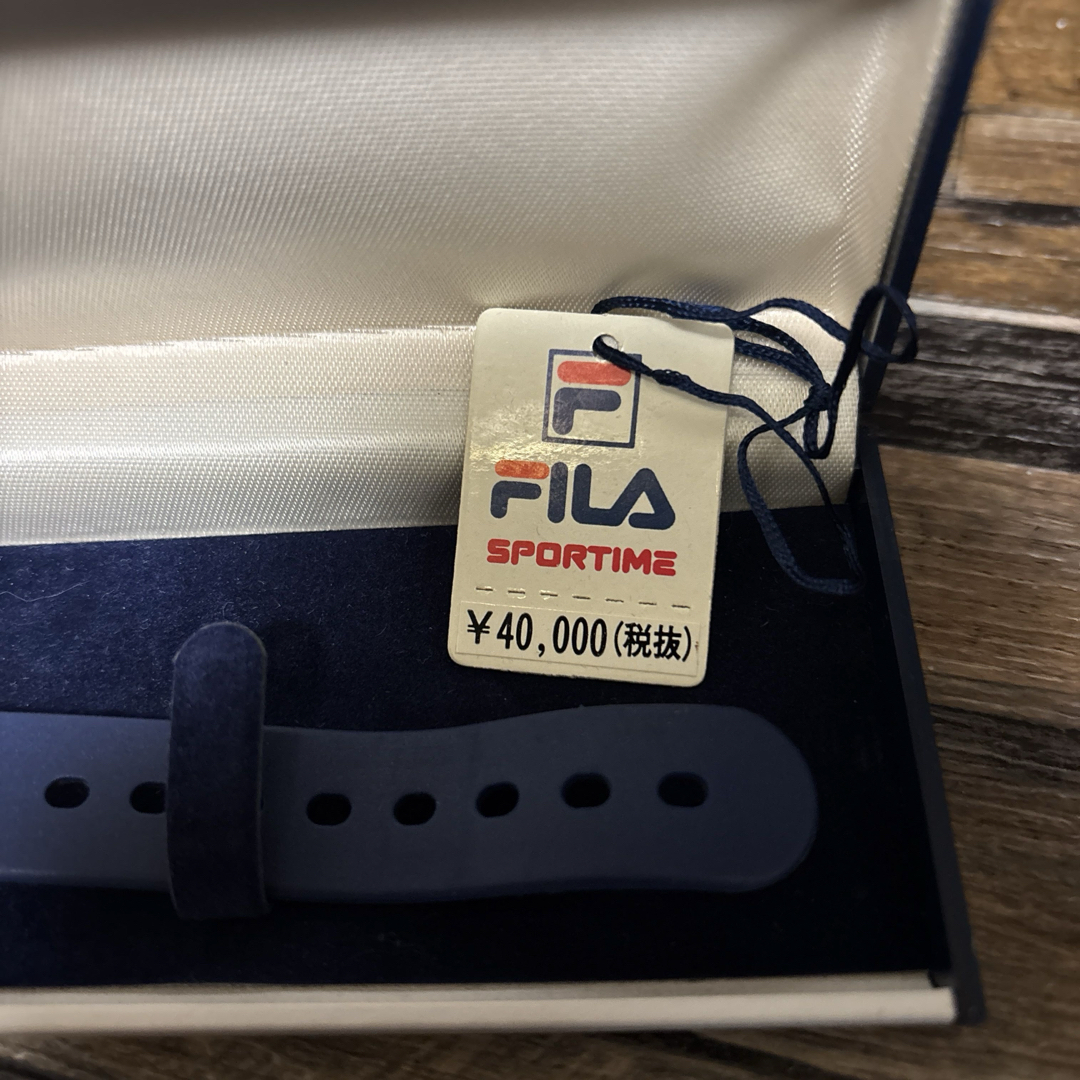 F
FILA
SPORTIME
¥40,000(税抜)